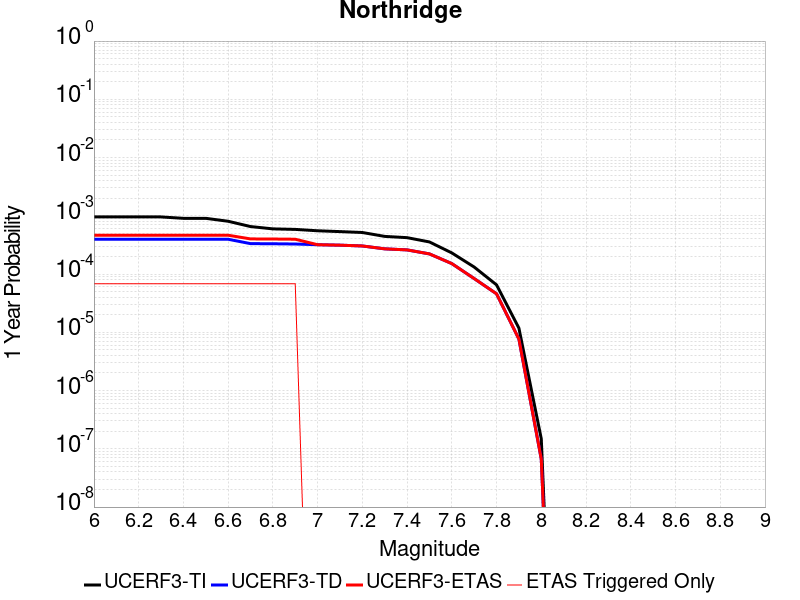 Northridge
1 Year Probability
10^0
10^-1
10^-2
10^-3
10^-4
10^-5
10^-6
10^-7
10^-8
6 6.2 6.4 6.6 6.8 7 7.2 7.4 7.6 7.8 8 8.2 8.4 8.6 8.8 9
Magnitude
UCERF3-TI UCERF3-TD UCERF3-ETAS ETAS Triggered Only